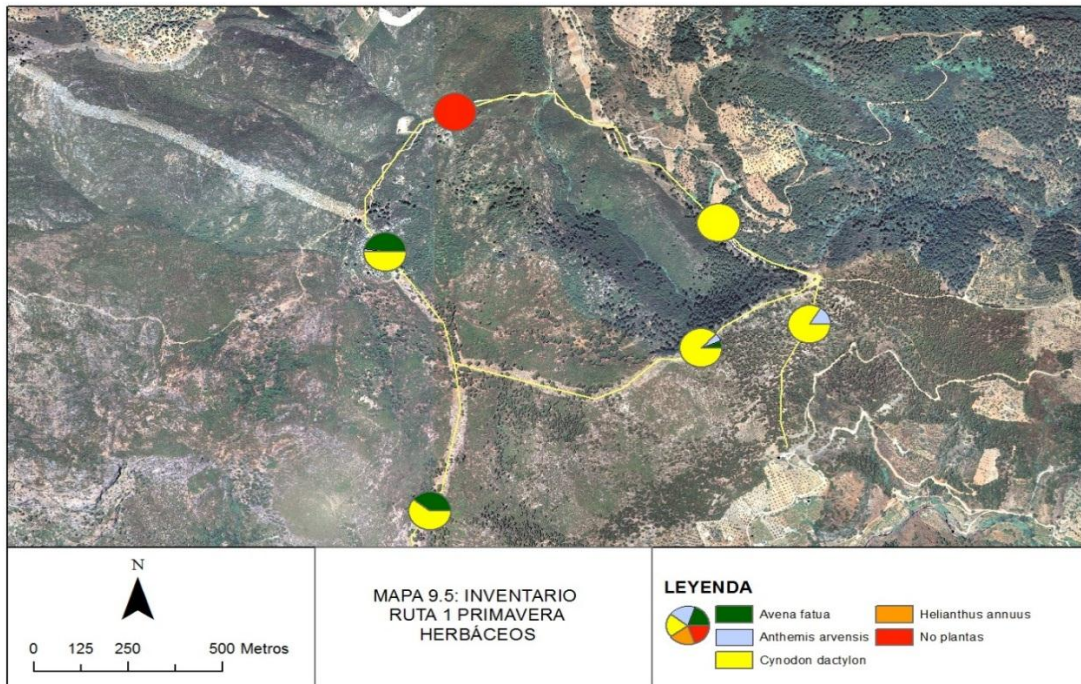 N
0 125 250 500 Metros
MAPA 9.5: INVENTARIO
RUTA 1 PRIMAVERA
HERBÁCEOS
LEYENDA
Avena fatua
Anthemis arvensis
Cynodon dactylon
Helianthus annuus
No plantas